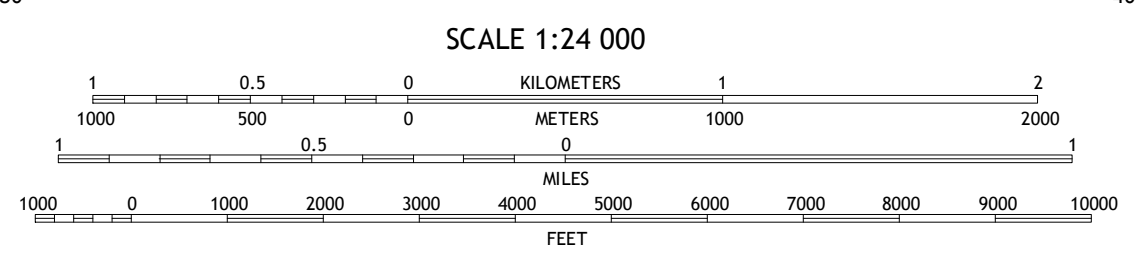 SCALE 1:24 000
1 0.5 0 KILOMETERS 1 2
1000 500 0 METERS 1000 2000
1 0.5 0 1
MILES
1000 0 1000 2000 3000 4000 5000 6000 7000 8000 9000 10000
FEET